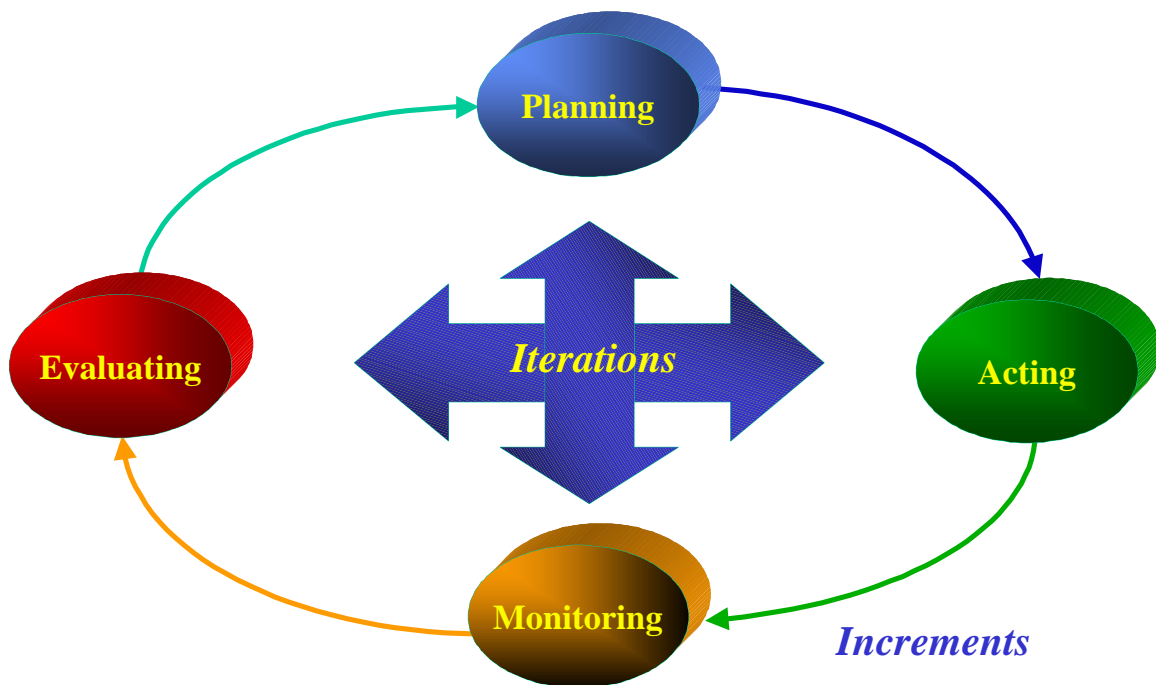 Planning
Evaluating
Iterations
Acting
Monitoring
Increments